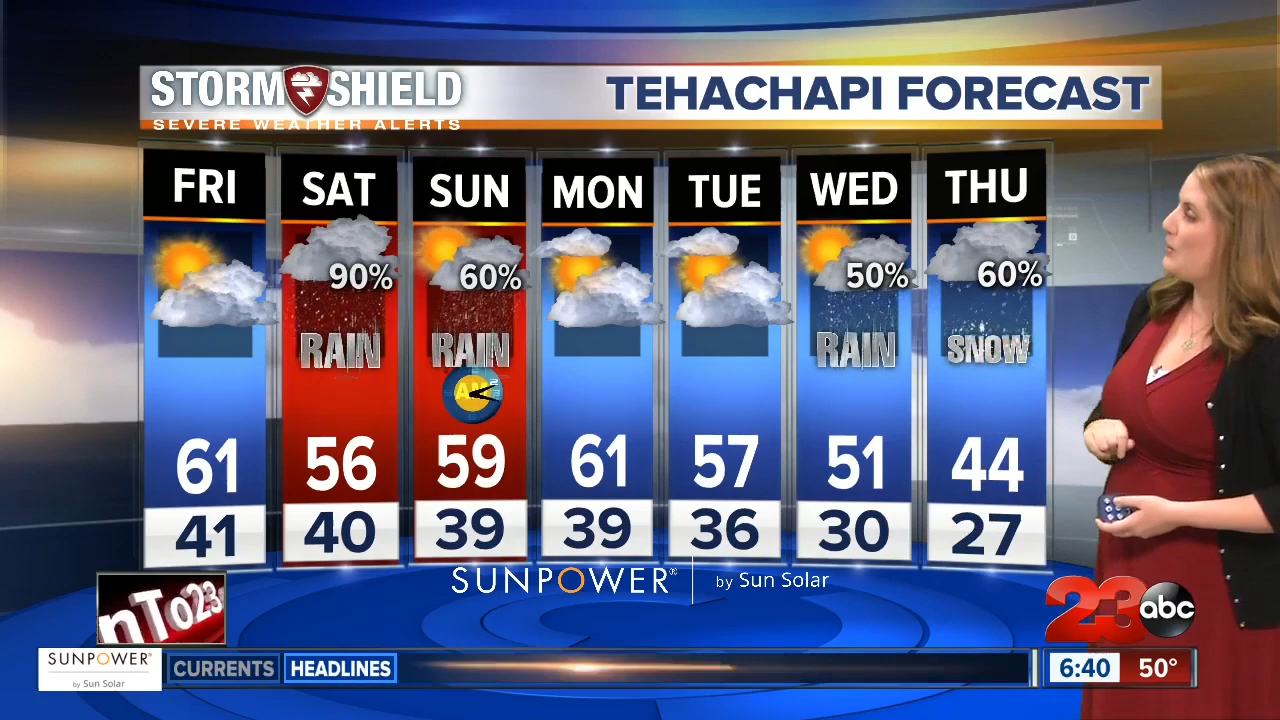 STORM SHIELD
SEVERE WEATHER ALERTS
TEHACHAPI FORECAST
FRI SAT SUN MON TUE WED THU
90% 60% 50% 60%
RAIN RAIN RAIN SNOW
AM
61 56 59 61 57 51 44
41 40 39 39 36 30 27
SUNPOWER® by Sun Solar
nTo23
23 abc
SUNPOWER®
by Sun Solar
CURRENTS HEADLINES
6:40 50°